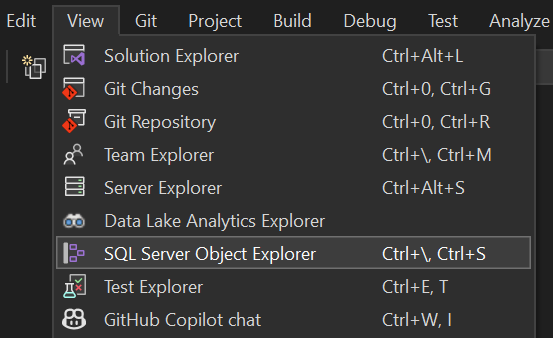 Edit View Git Project Build Debug Test Analyze
Solution Explorer Ctrl+Alt+L
Git Changes Ctrl+0, Ctrl+G
Git Repository Ctrl+0, Ctrl+R
Team Explorer Ctrl+\, Ctrl+M
Server Explorer Ctrl+Alt+S
Data Lake Analytics Explorer
SQL Server Object Explorer Ctrl+\, Ctrl+S
Test Explorer Ctrl+E, T
GitHub Copilot chat Ctrl+W, I